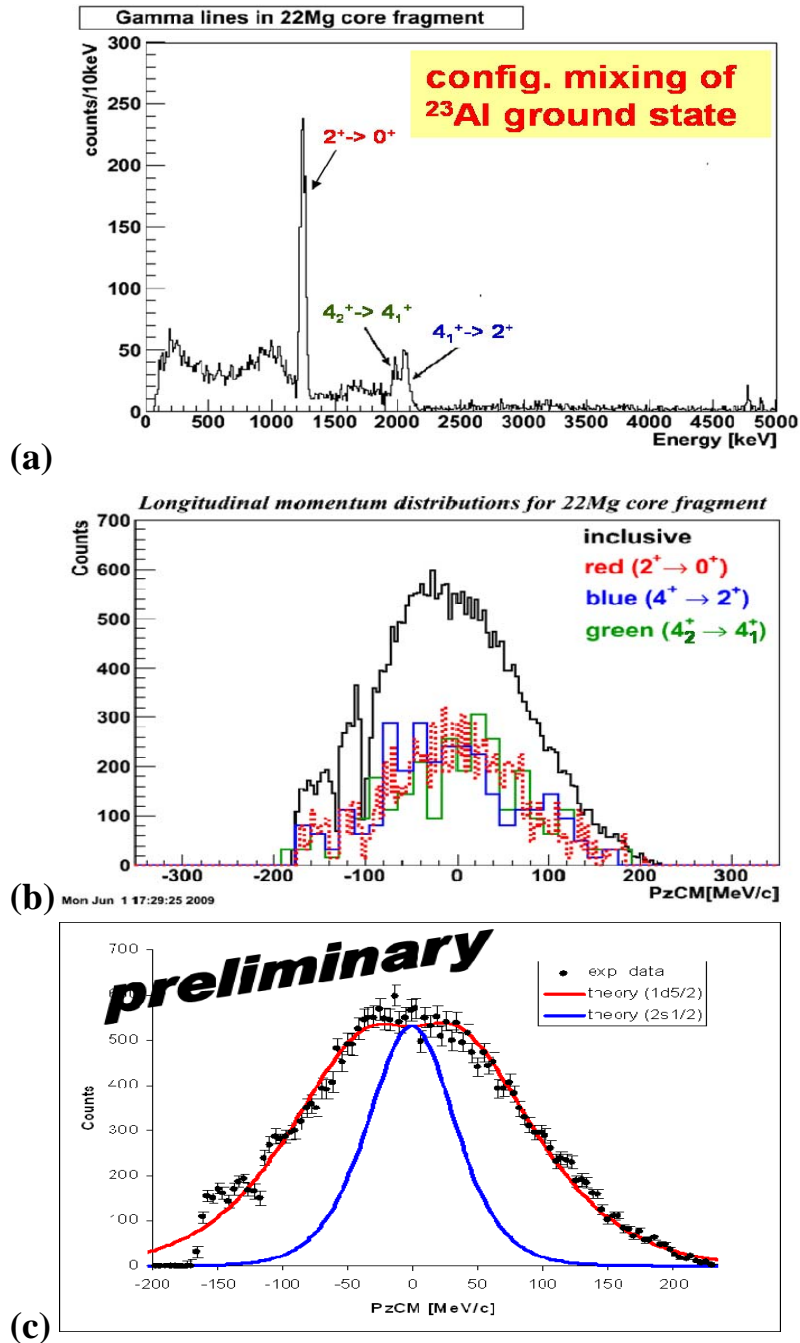 Gamma lines in 22Mg core fragment
counts/10keV
300
250
200
150
100
50
0
config. mixing of
²³Al ground state
2⁺-> 0⁺
4₂⁺-> 4₁⁺
4₁⁺-> 2⁺
0 500 1000 1500 2000 2500 3000 3500 4000 4500 5000
Energy [keV]
(a)
Longitudinal momentum distributions for 22Mg core fragment
Counts
700
600
500
400
300
200
100
0
inclusive
red (2⁺ → 0⁺)
blue (4⁺ → 2⁺)
green (4₂⁺ → 4₁⁺)
-300 -200 -100 0 100 200 300
PzCM[MeV/c]
(b) Mon Jun 1 17:29:25 2009
preliminary
Counts
700
500
400
300
200
100
0
exp. data
theory (1d5/2)
theory (2s1/2)
-200 -150 -100 -50 0 50 100 150 200
PzCM [MeV/c]
(c)